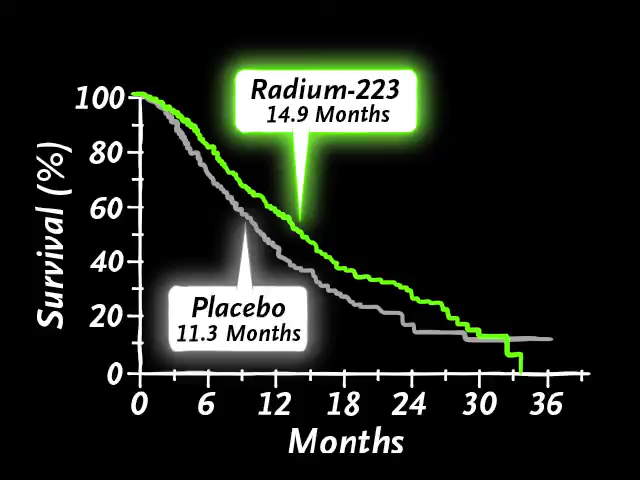 Radium-223
14.9 Months
Survival (%)
100
80
60
40
20
0
Placebo
11.3 Months
0 6 12 18 24 30 36
Months